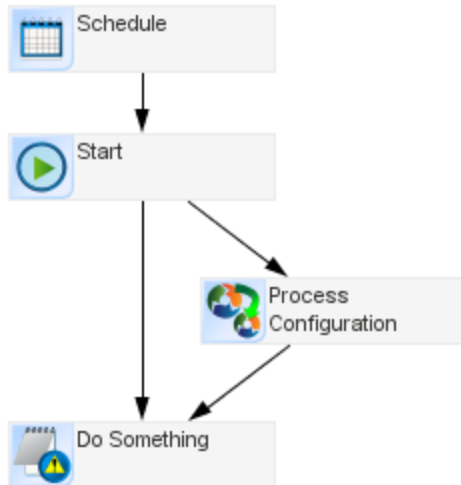 Schedule
Start
Process
Configuration
Do Something